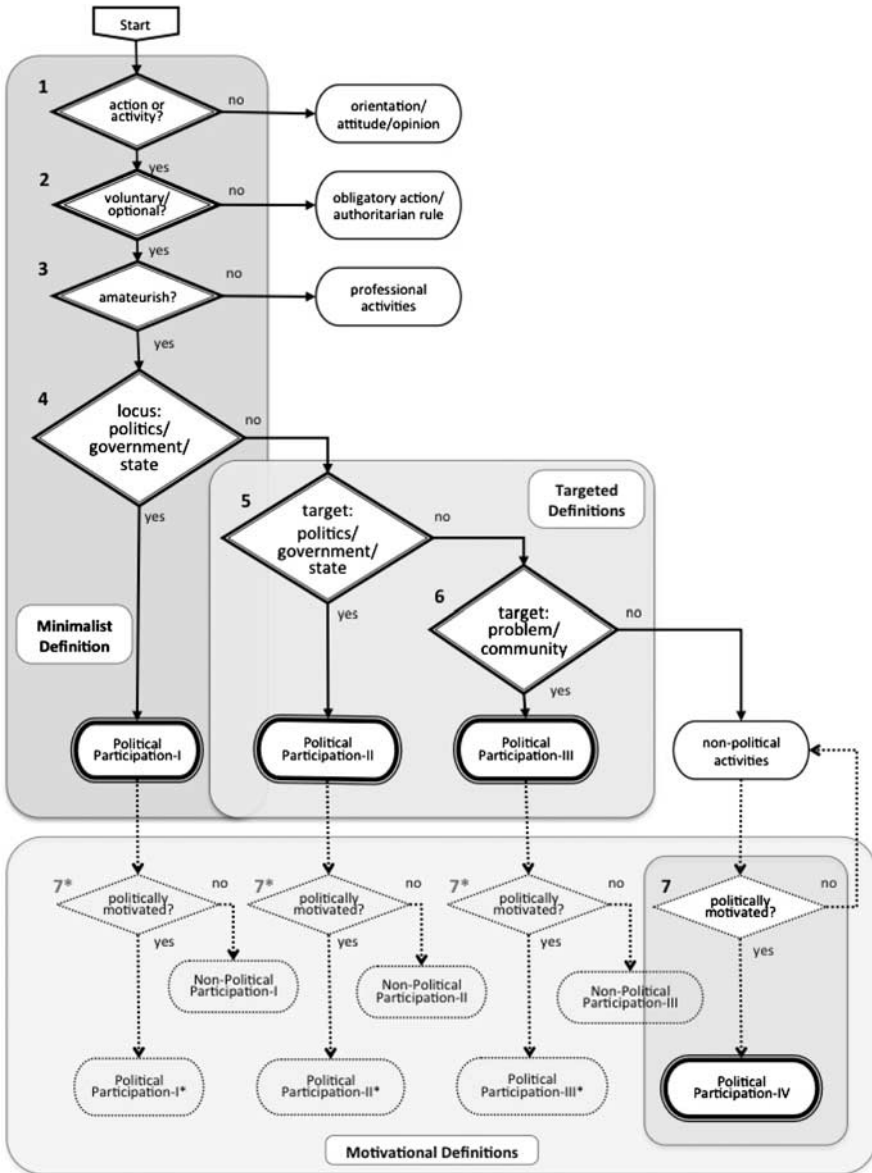 Start
1
action or
activity?
no
orientation/
attitude/opinion
yes
2
voluntary/
optional?
no
obligatory action/
authoritarian rule
yes
3
amateurish?
no
professional
activities
yes
4
locus:
politics/
government/
state
no
yes
5
target:
politics/
government/
state
no
Targeted
Definitions
yes
6
target:
problem/
community
no
yes
Minimalist
Definition
Political
Participation-I
Political
Participation-II
Political
Participation-III
non-political
activities
7*
politically
motivated?
no
yes
7*
politically
motivated?
no
yes
7*
politically
motivated?
no
yes
7
politically
motivated?
no
yes
Non-Political
Participation-I
Non-Political
Participation-II
Non-Political
Participation-III
Political
Participation-I*
Political
Participation-II*
Political
Participation-III*
Political
Participation-IV
Motivational Definitions